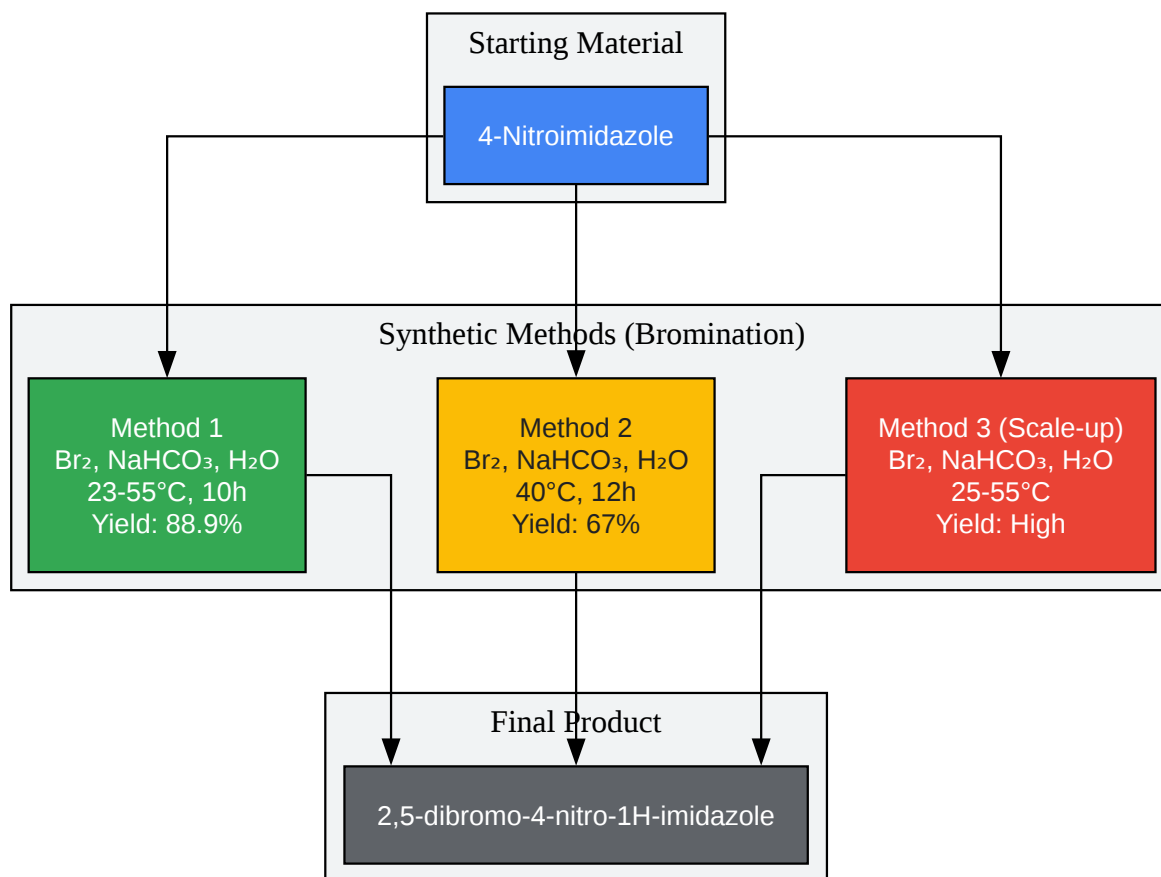 Starting Material
4-Nitroimidazole
Synthetic Methods (Bromination)
Method 1
Br₂, NaHCO₃, H₂O
23-55°C, 10h
Yield: 88.9%
Method 2
Br₂, NaHCO₃, H₂O
40°C, 12h
Yield: 67%
Method 3 (Scale-up)
Br₂, NaHCO₃, H₂O
25-55°C
Yield: High
Final Product
2,5-dibromo-4-nitro-1H-imidazole